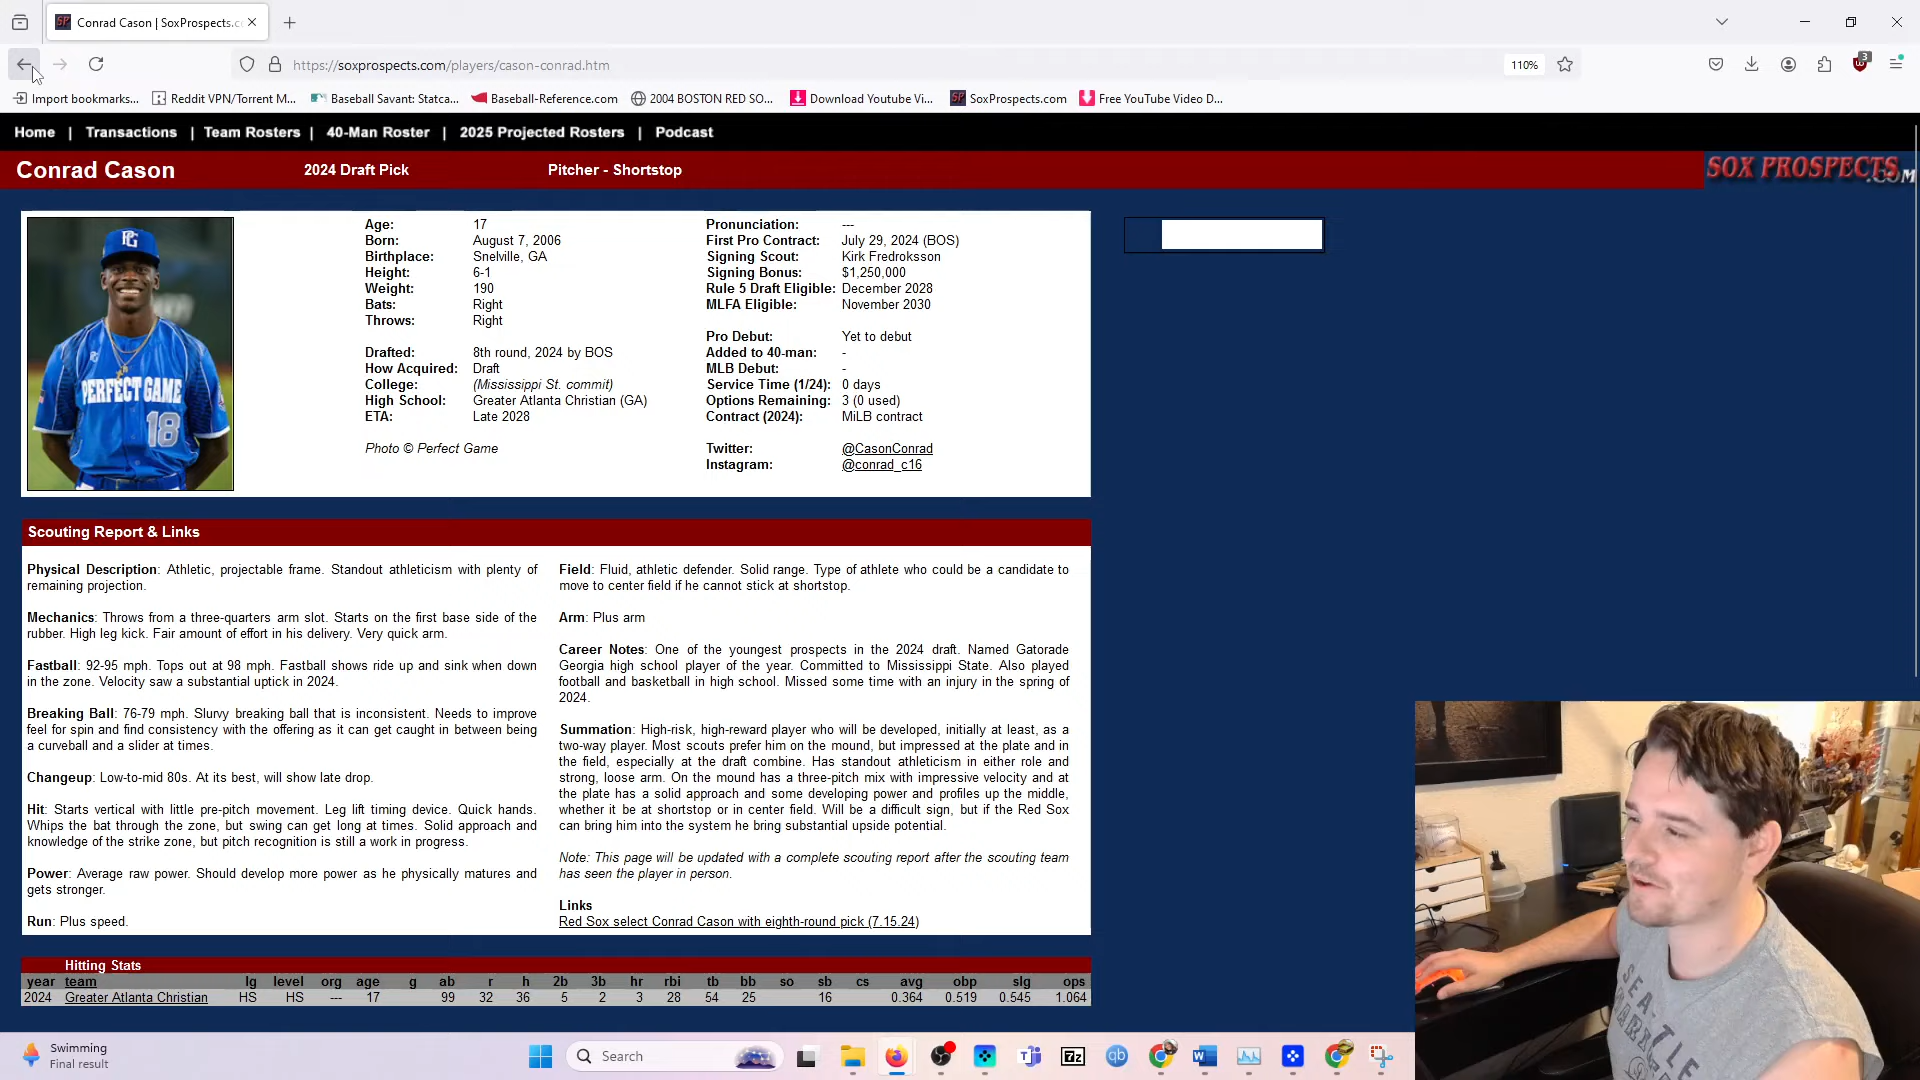 Conrad Cason | SoxProspects.c
https://soxprospects.com/players/cason-conrad.htm
110%
3
Import bookmarks...
Reddit VPN/Torrent M...
Baseball Savant: Statca...
Baseball-Reference.com
2004 BOSTON RED SO...
Download Youtube Vi...
SoxProspects.com
Free YouTube Video D...
Home | Transactions | Team Rosters | 40-Man Roster | 2025 Projected Rosters | Podcast
Conrad Cason 2024 Draft Pick Pitcher - Shortstop
SOX PROSPECTS.COM
PG
PERFECT GAME
18
Age: 17
Born: August 7, 2006
Birthplace: Snelville, GA
Height: 6-1
Weight: 190
Bats: Right
Throws: Right
Drafted: 8th round, 2024 by BOS
How Acquired: Draft
College: (Mississippi St. commit)
High School: Greater Atlanta Christian (GA)
ETA: Late 2028
Photo © Perfect Game
Pronunciation: ---
First Pro Contract: July 29, 2024 (BOS)
Signing Scout: Kirk Fredroksson
Signing Bonus: $1,250,000
Rule 5 Draft Eligible: December 2028
MLFA Eligible: November 2030
Pro Debut: Yet to debut
Added to 40-man: -
MLB Debut: -
Service Time (1/24): 0 days
Options Remaining: 3 (0 used)
Contract (2024): MiLB contract
Twitter: @CasonConrad
Instagram: @conrad_c16
Scouting Report & Links
Physical Description: Athletic, projectable frame. Standout athleticism with plenty of
remaining projection.
Mechanics: Throws from a three-quarters arm slot. Starts on the first base side of the
rubber. High leg kick. Fair amount of effort in his delivery. Very quick arm.
Fastball: 92-95 mph. Tops out at 98 mph. Fastball shows ride up and sink when down
in the zone. Velocity saw a substantial uptick in 2024.
Breaking Ball: 76-79 mph. Slurvy breaking ball that is inconsistent. Needs to improve
feel for spin and find consistency with the offering as it can get caught in between being
a curveball and a slider at times.
Changeup: Low-to-mid 80s. At its best, will show late drop.
Hit: Starts vertical with little pre-pitch movement. Leg lift timing device. Quick hands.
Whips the bat through the zone, but swing can get long at times. Solid approach and
knowledge of the strike zone, but pitch recognition is still a work in progress.
Power: Average raw power. Should develop more power as he physically matures and
gets stronger.
Run: Plus speed.
Field: Fluid, athletic defender. Solid range. Type of athlete who could be a candidate to
move to center field if he cannot stick at shortstop.
Arm: Plus arm
Career Notes: One of the youngest prospects in the 2024 draft. Named Gatorade
Georgia high school player of the year. Committed to Mississippi State. Also played
football and basketball in high school. Missed some time with an injury in the spring of
2024.
Summation: High-risk, high-reward player who will be developed, initially at least, as a
two-way player. Most scouts prefer him on the mound, but impressed at the plate and in
the field, especially at the draft combine. Has standout athleticism in either role and
strong, loose arm. On the mound has a three-pitch mix with impressive velocity and at
the plate has a solid approach and some developing power and profiles up the middle,
whether it be at shortstop or in center field. Will be a difficult sign, but if the Red Sox
can bring him into the system he bring substantial upside potential.
Note: This page will be updated with a complete scouting report after the scouting team
has seen the player in person.
Links
Red Sox select Conrad Cason with eighth-round pick (7.15.24)
Hitting Stats
year team lg level org age g ab r h 2b 3b hr rbi tb bb so sb cs avg obp slg ops
2024 Greater Atlanta Christian HS HS --- 17 99 32 36 5 2 3 28 54 25 16 0.364 0.519 0.545 1.064
SEA-TLE
Swimming
Final result
Search
7z
qb